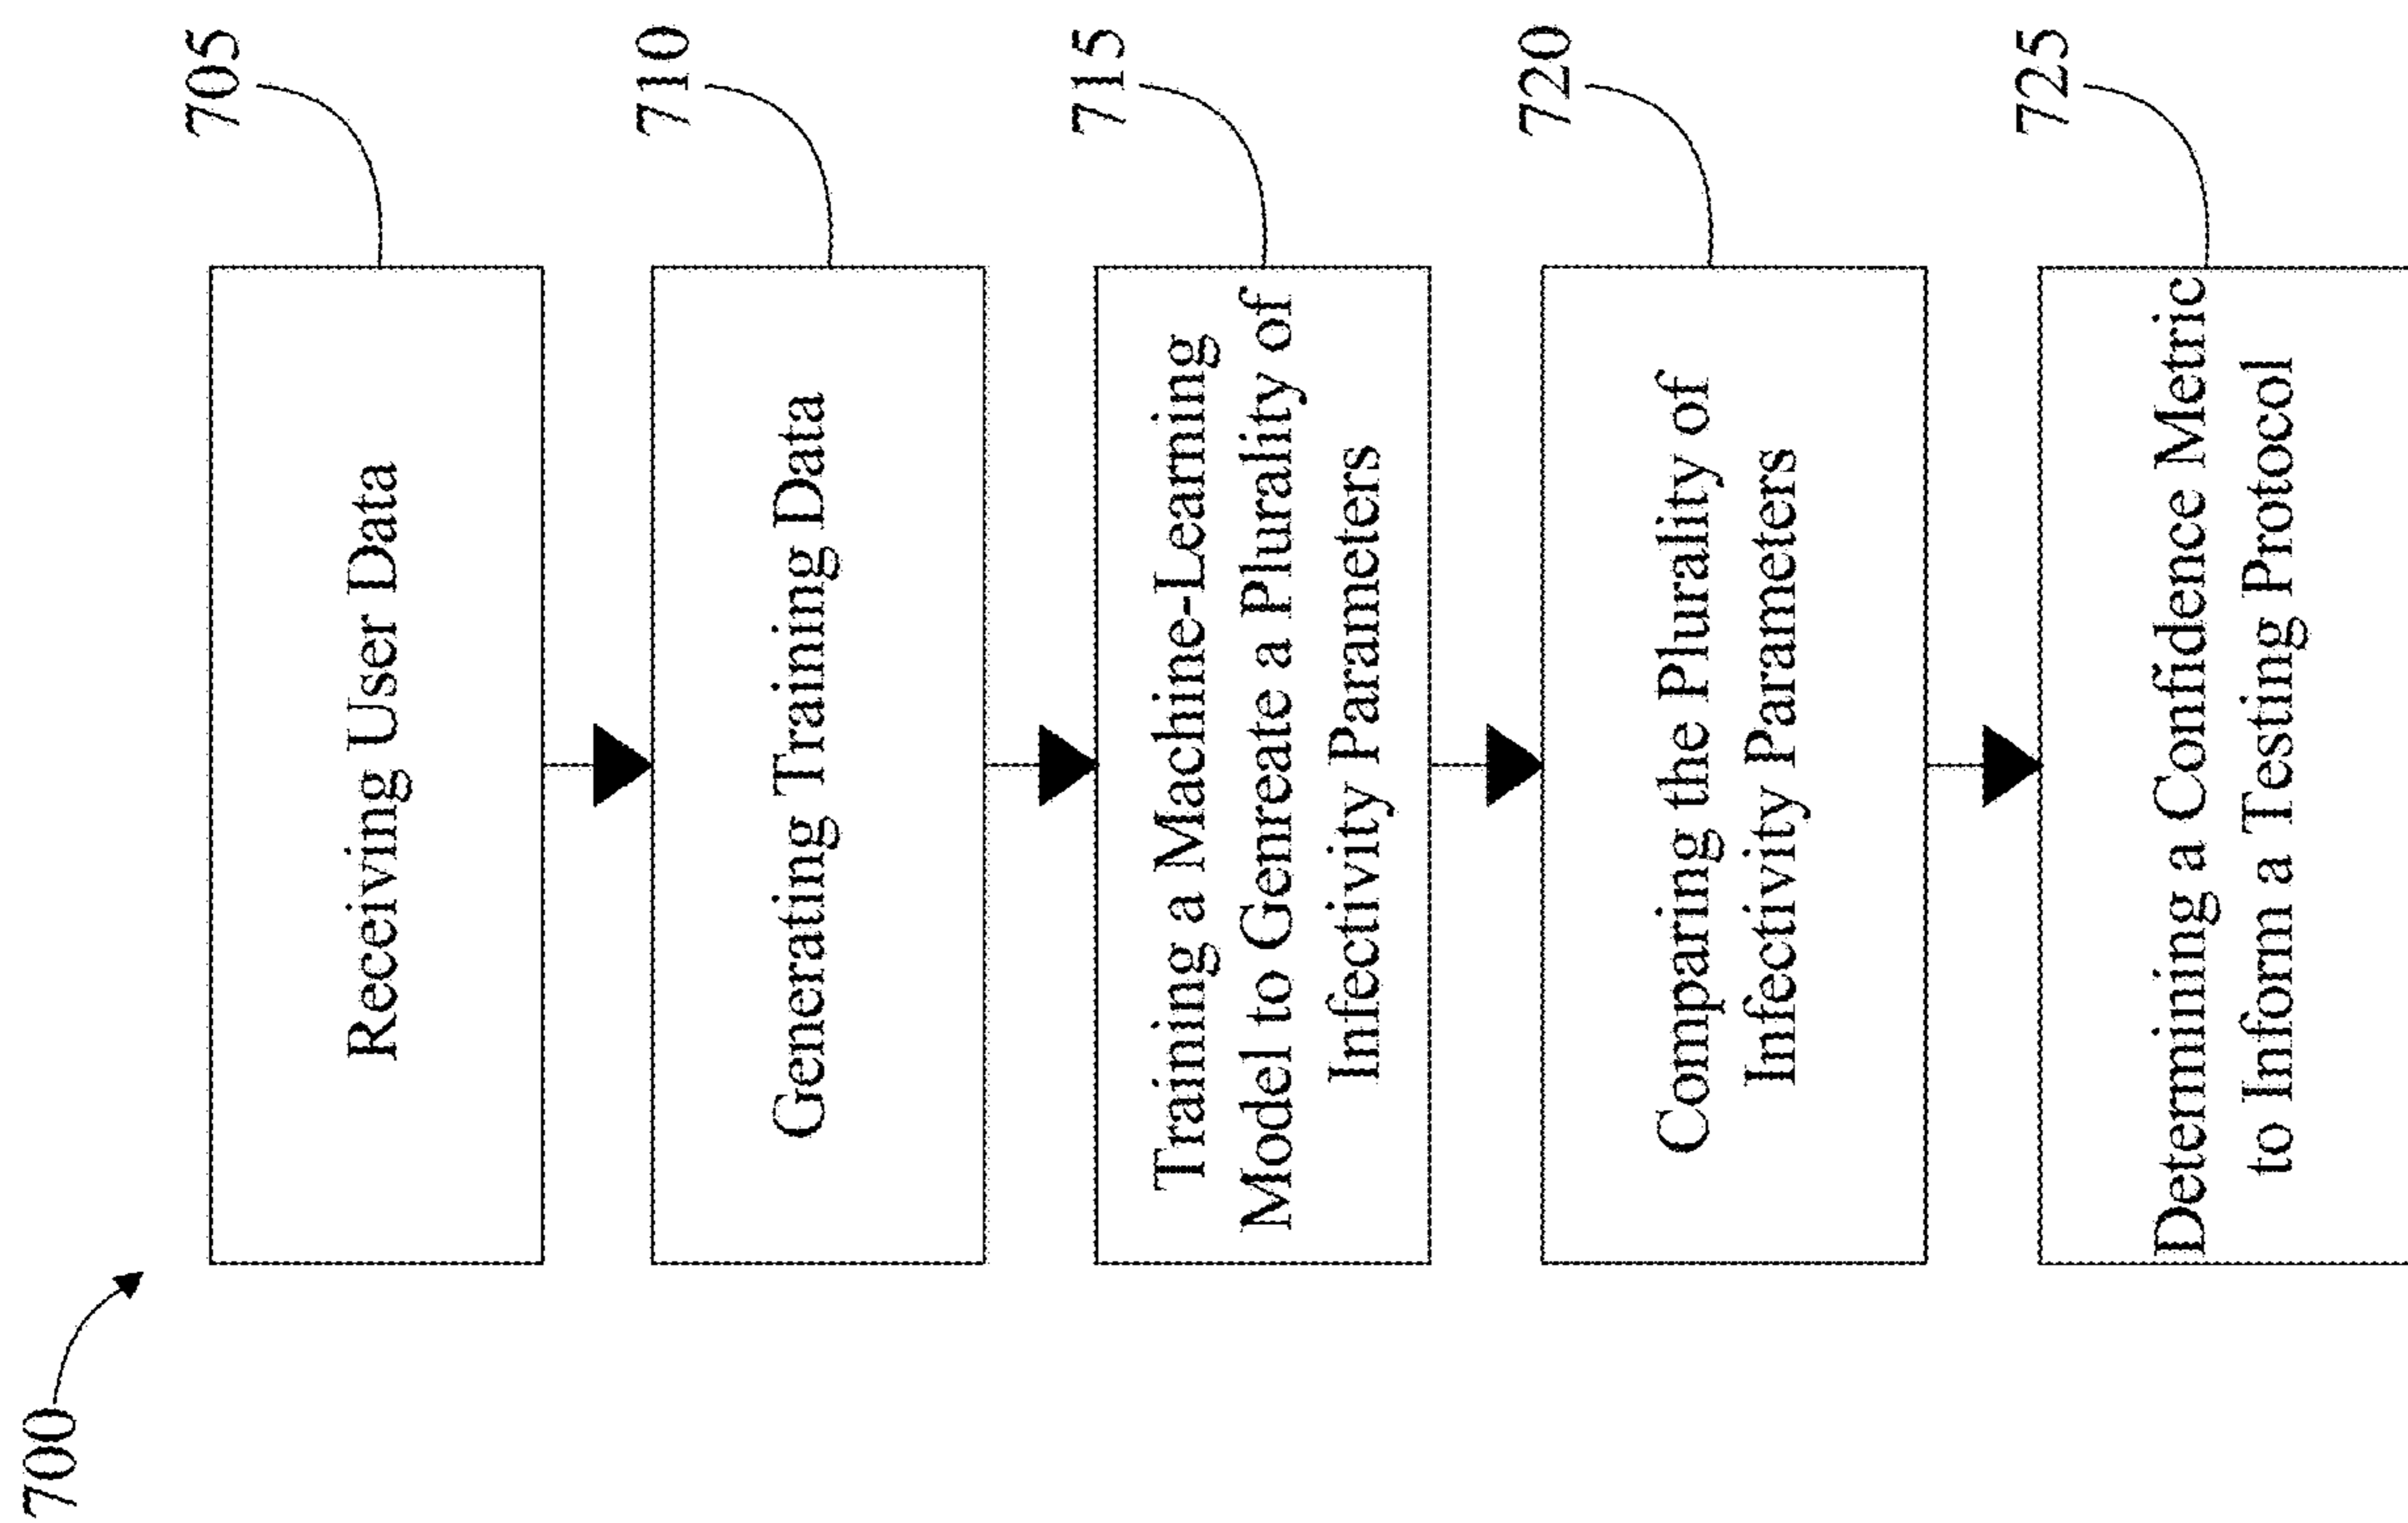 700
705
Receiving User Data
710
Generating Training Data
715
Training a Machine-Learning
Model to Genreate a Plurality of
Infectivity Parameters
720
Comparing the Plurality of
Infectivity Parameters
725
Determining a Confidence Metric
to Inform a Testing Protocol